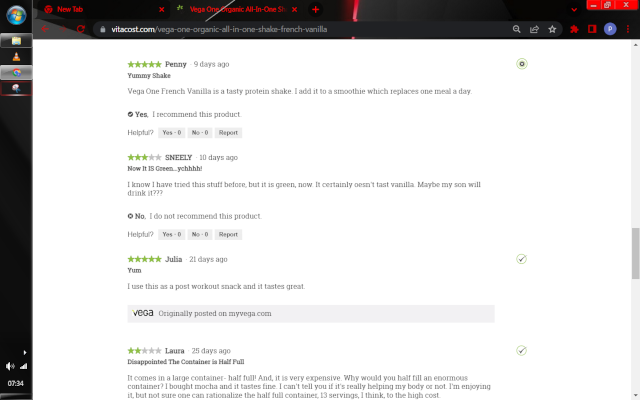 New Tab
Vega One Organic All-In-One Sh
vitacost.com/vega-one-organic-all-in-one-shake-french-vanilla
P
Penny · 9 days ago
Yummy Shake
Vega One French Vanilla is a tasty protein shake. I add it to a smoothie which replaces one meal a day.
Yes, I recommend this product.
Helpful? Yes · 0 No · 0 Report
SNEELY · 10 days ago
Now It IS Green...ychhhh!
I know I have tried this stuff before, but it is green, now. It certainly oesn't tast vanilla. Maybe my son will
drink it???
No, I do not recommend this product.
Helpful? Yes · 0 No · 0 Report
Julia · 21 days ago
Yum
I use this as a post workout snack and it tastes great.
vega Originally posted on myvega.com
Laura · 25 days ago
Disappointed The Container is Half Full
It comes in a large container- half full! And, it is very expensive. Why would you half fill an enormous
container? I bought mocha and it tastes fine. I can't tell you if it's really helping my body or not. I'm enjoying
it, but not sure one can rationalize the half full container, 13 servings, I think, to the high cost
07:34